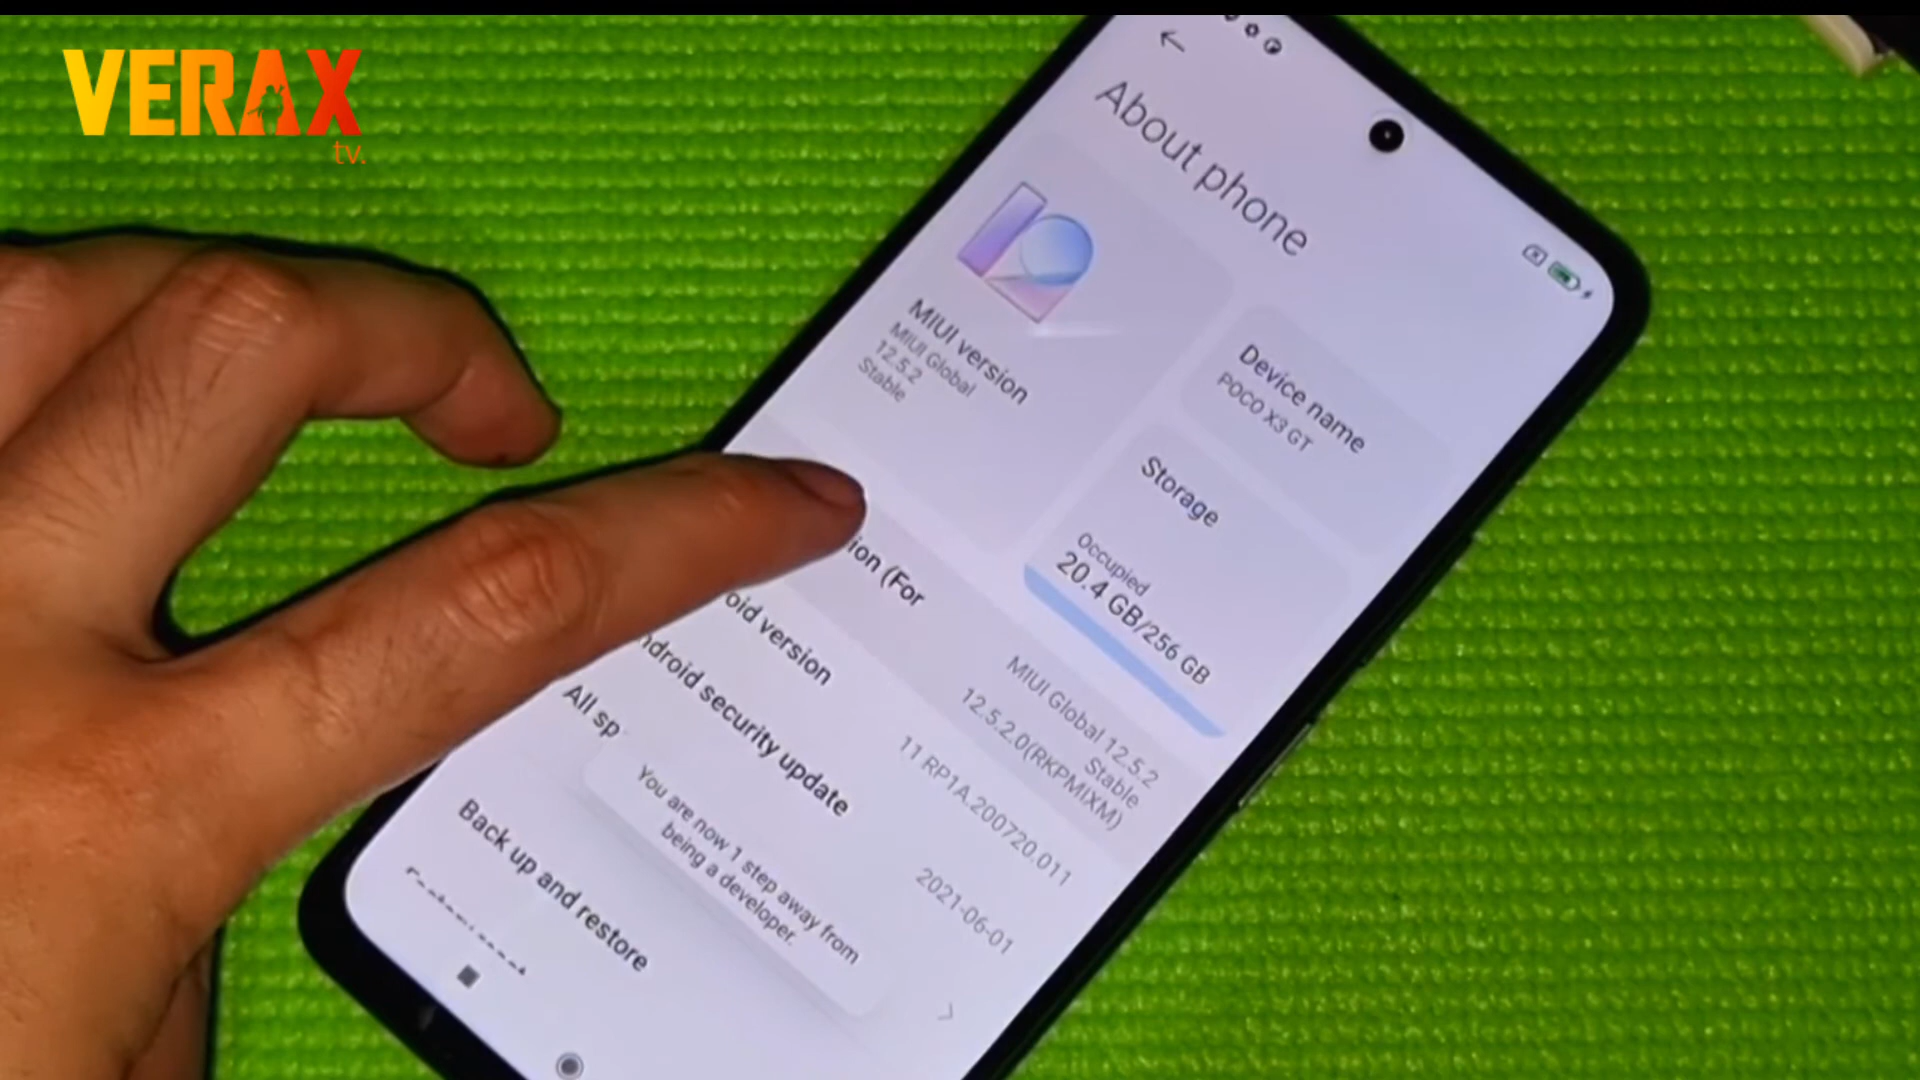 VERAX
tv.
About phone
MIUI version
MIUI Global
12.5.2
Stable
Device name
POCO X3 GT
Storage
Occupied
20.4 GB/256 GB
ion (For
MIUI Global 12.5.2
Stable
12.5.2.0(RKPMIXM)
oid version
11 RP1A.200720.011
ndroid security update
2021-06-01
All sp
You are now 1 step away from
being a developer.
Back up and restore